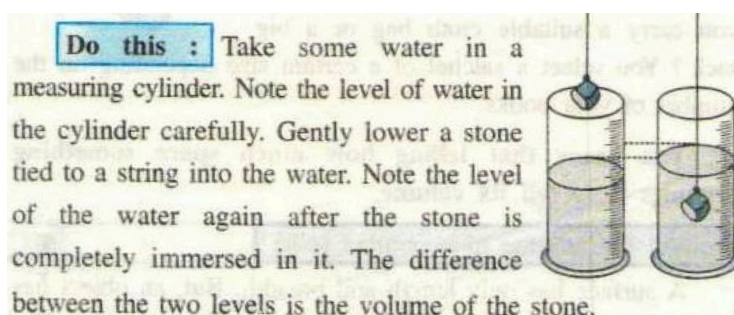 Do this : Take some water in a
measuring cylinder. Note the level of water in
the cylinder carefully. Gently lower a stone
tied to a string into the water. Note the level
of the water again after the stone is
completely immersed in it. The difference
between the two levels is the volume of the stone.